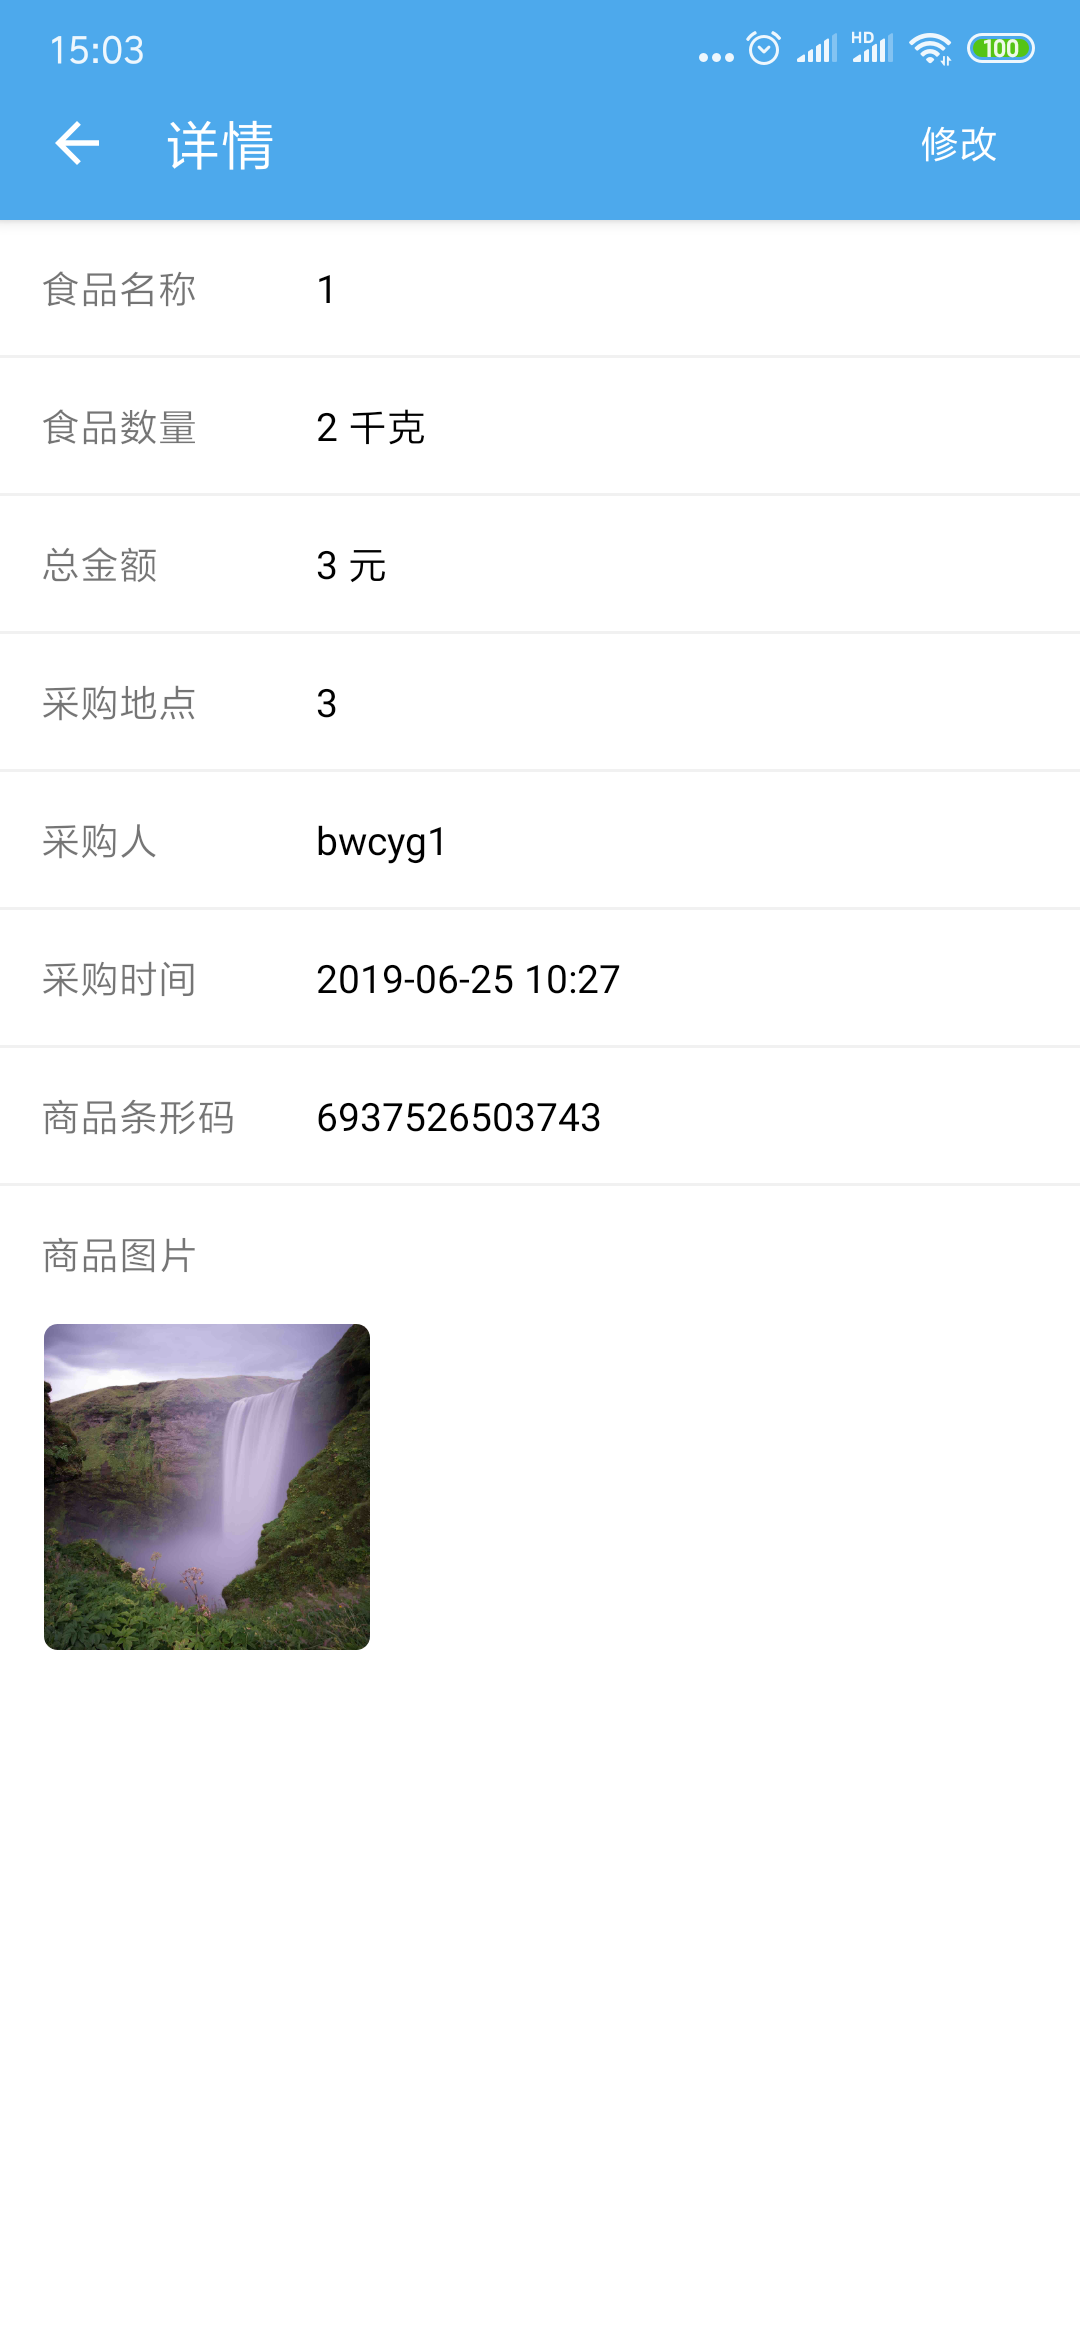 15:03
HD
100
详情
修改
食品名称 1
食品数量 2 千克
总金额 3 元
采购地点 3
采购人 bwcyg1
采购时间 2019-06-25 10:27
商品条形码 6937526503743
商品图片